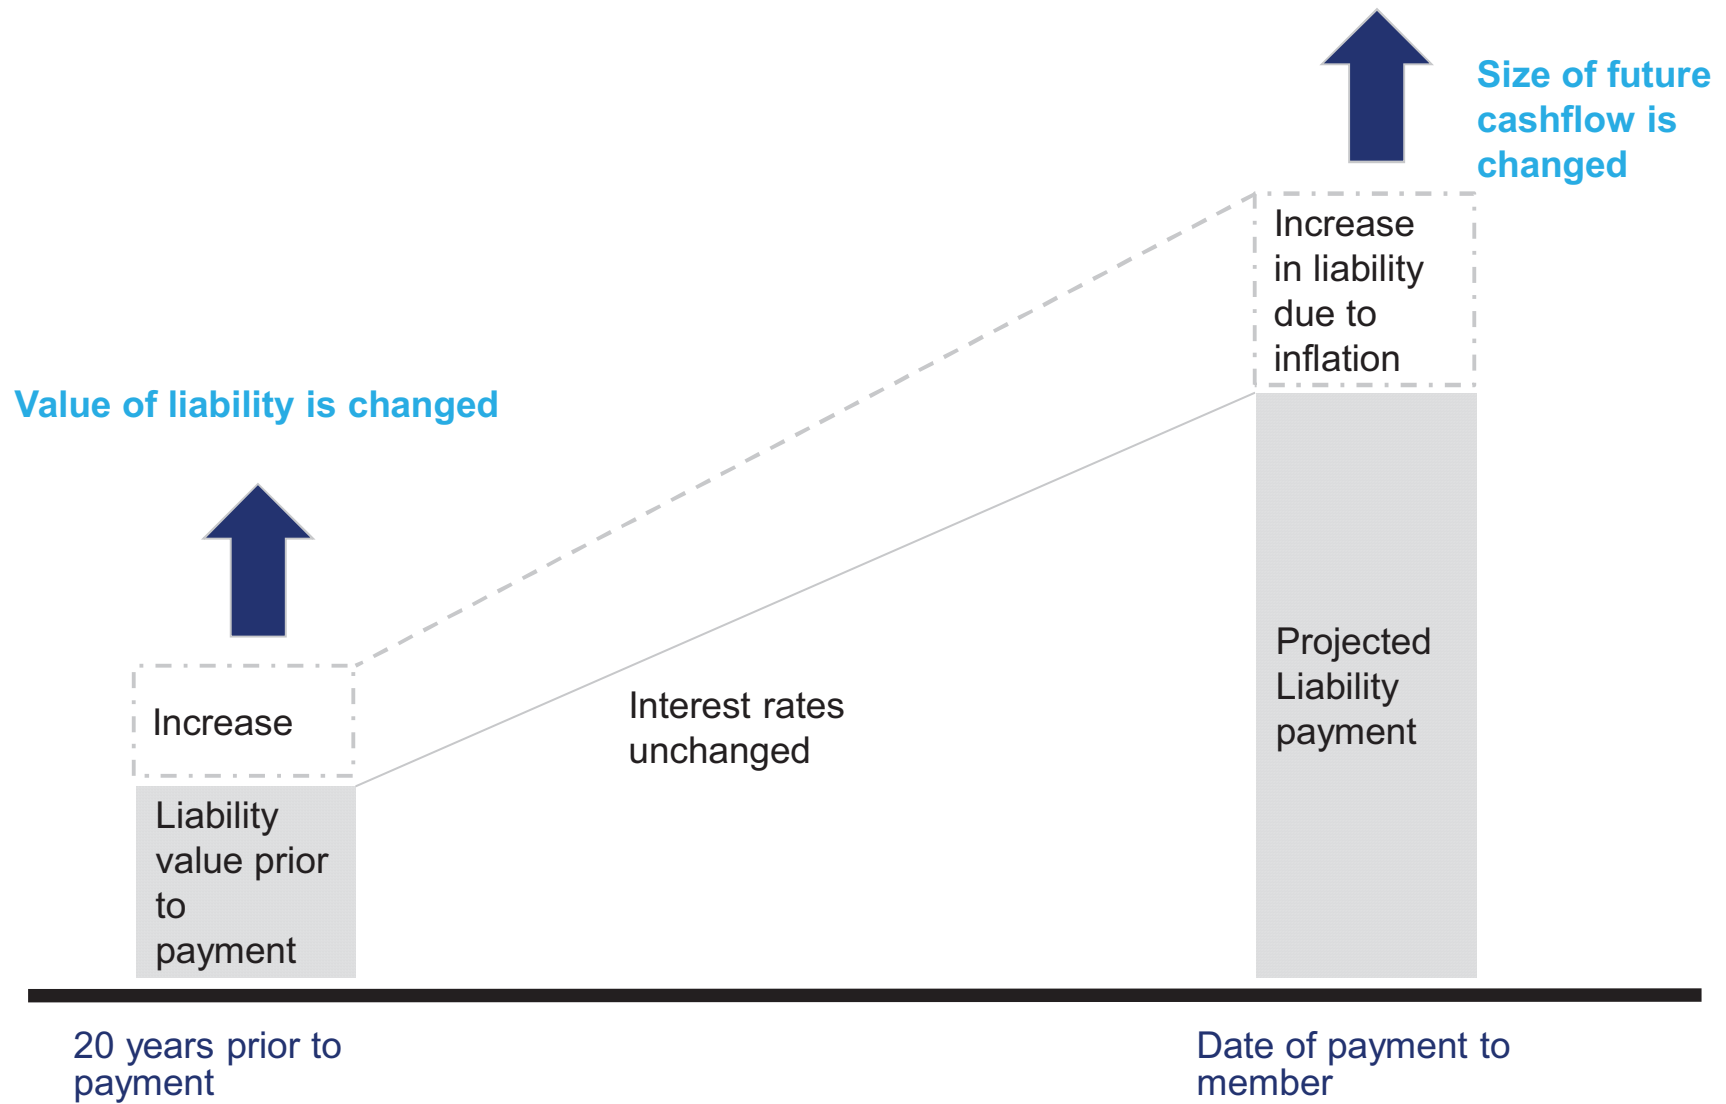 Size of future
cashflow is
changed
Increase
in liability
due to
inflation
Value of liability is changed
Increase
Interest rates
unchanged
Projected
Liability
payment
Liability
value prior
to
payment
20 years prior to
payment
Date of payment to
member